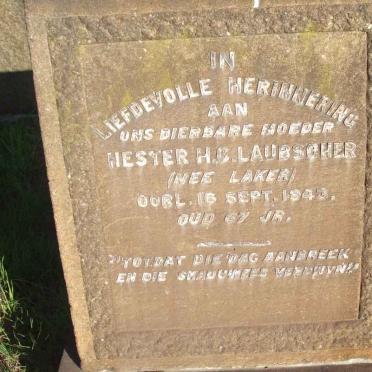 IN
LIEFDEVOLLE HERINNERING
AAN
ONS DIERBARE MOEDER
HESTER H.C. LAUBSCHER
(NEE LAKER)
OORL. 16 SEPT. 1943.
OUD 67 JR.
"TOTDAT DIE DAG AANBREEK
EN DIE SKADUWEES VERDWYN!"